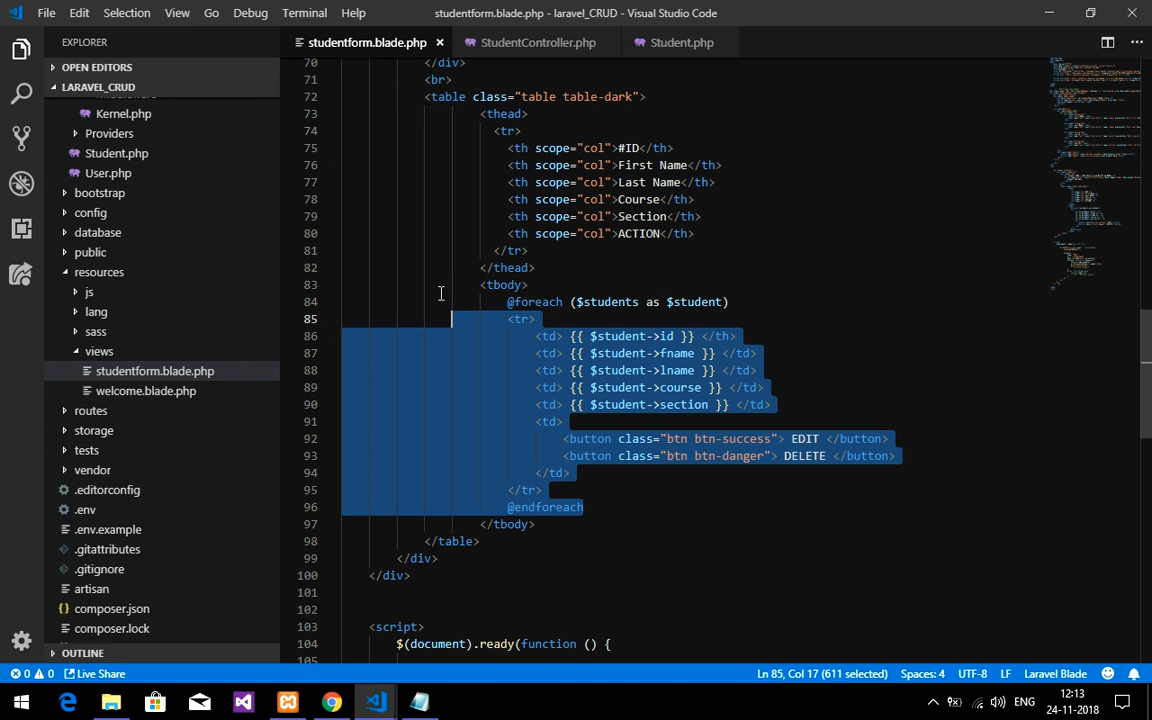 File Edit Selection View Go Debug Terminal Help studentform.blade.php - laravel_CRUD - Visual Studio Code
EXPLORER
OPEN EDITORS
LARAVEL_CRUD
Kernel.php
Providers
Student.php
User.php
bootstrap
config
database
public
resources
js
lang
sass
views
studentform.blade.php
welcome.blade.php
routes
storage
tests
vendor
.editorconfig
.env
.env.example
.gitattributes
.gitignore
artisan
composer.json
composer.lock
OUTLINE
studentform.blade.php × StudentController.php Student.php
70 </div>
71 <br>
72 <table class="table table-dark">
73 <thead>
74 <tr>
75 <th scope="col">#ID</th>
76 <th scope="col">First Name</th>
77 <th scope="col">Last Name</th>
78 <th scope="col">Course</th>
79 <th scope="col">Section</th>
80 <th scope="col">ACTION</th>
81 </tr>
82 </thead>
83 <tbody>
84 @foreach ($students as $student)
85 <tr>
86 <td> {{ $student->id }} </th>
87 <td> {{ $student->fname }} </td>
88 <td> {{ $student->lname }} </td>
89 <td> {{ $student->course }} </td>
90 <td> {{ $student->section }} </td>
91 <td>
92 <button class="btn btn-success"> EDIT </button>
93 <button class="btn btn-danger"> DELETE </button>
94 </td>
95 </tr>
96 @endforeach
97 </tbody>
98 </table>
99 </div>
100 </div>
101
102
103 <script>
104 $(document).ready(function () {
105
0 0 Live Share Ln 85, Col 17 (611 selected) Spaces: 4 UTF-8 LF Laravel Blade
ENG 12:13
24-11-2018